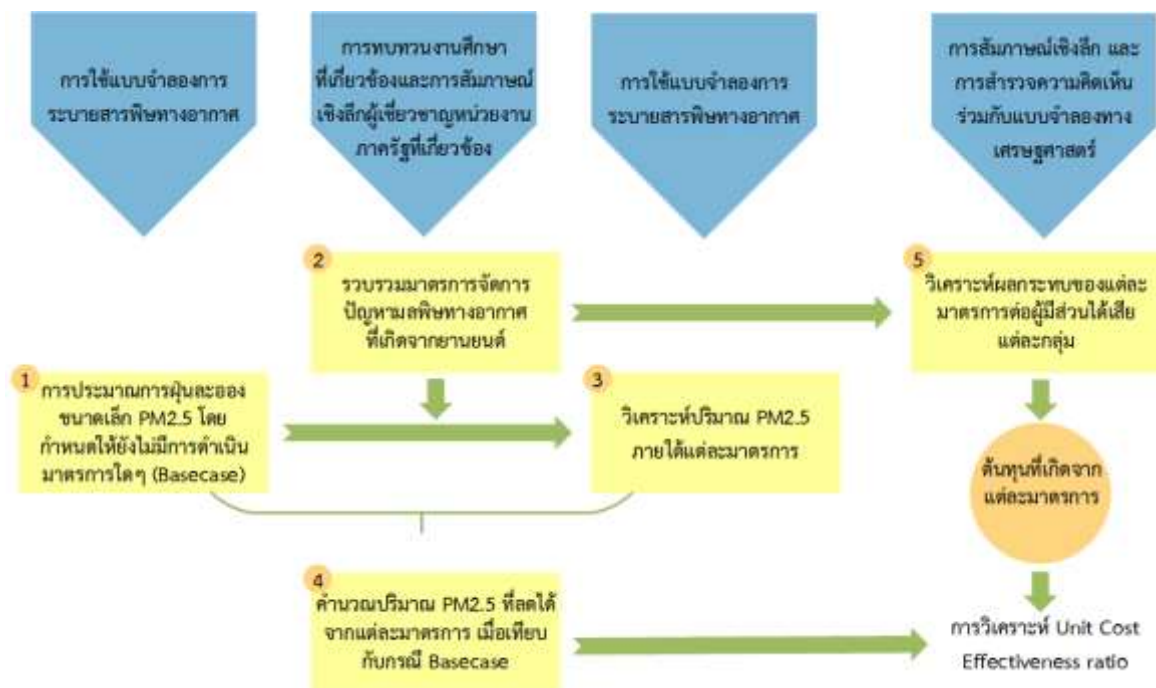 การใช้แบบจำลองการ
ระบายสารพิษทางอากาศ
การทบทวนงานศึกษา
ที่เกี่ยวข้องและการสัมภาษณ์
เชิงลึกผู้เชี่ยวชาญหน่วยงาน
ภาครัฐที่เกี่ยวข้อง
การใช้แบบจำลองการ
ระบายสารพิษทางอากาศ
การสัมภาษณ์เชิงลึก และ
การสำรวจความคิดเห็น
ร่วมกับแบบจำลองทาง
เศรษฐศาสตร์
2
รวบรวมมาตรการจัดการ
ปัญหามลพิษทางอากาศ
ที่เกิดจากยานยนต์
5
วิเคราะห์ผลกระทบของแต่ละ
มาตรการต่อผู้มีส่วนได้เสีย
แต่ละกลุ่ม
1
การประมาณการฝุ่นละออง
ขนาดเล็ก PM2.5 โดย
กำหนดให้ยังไม่มีการดำเนิน
มาตรการใดๆ (Basecase)
3
วิเคราะห์ปริมาณ PM2.5
ภายใต้แต่ละมาตรการ
ต้นทุนที่เกิดจาก
แต่ละมาตรการ
4
คำนวณปริมาณ PM2.5 ที่ลดได้
จากแต่ละมาตรการ เมื่อเทียบ
กับกรณี Basecase
การวิเคราะห์ Unit Cost
Effectiveness ratio